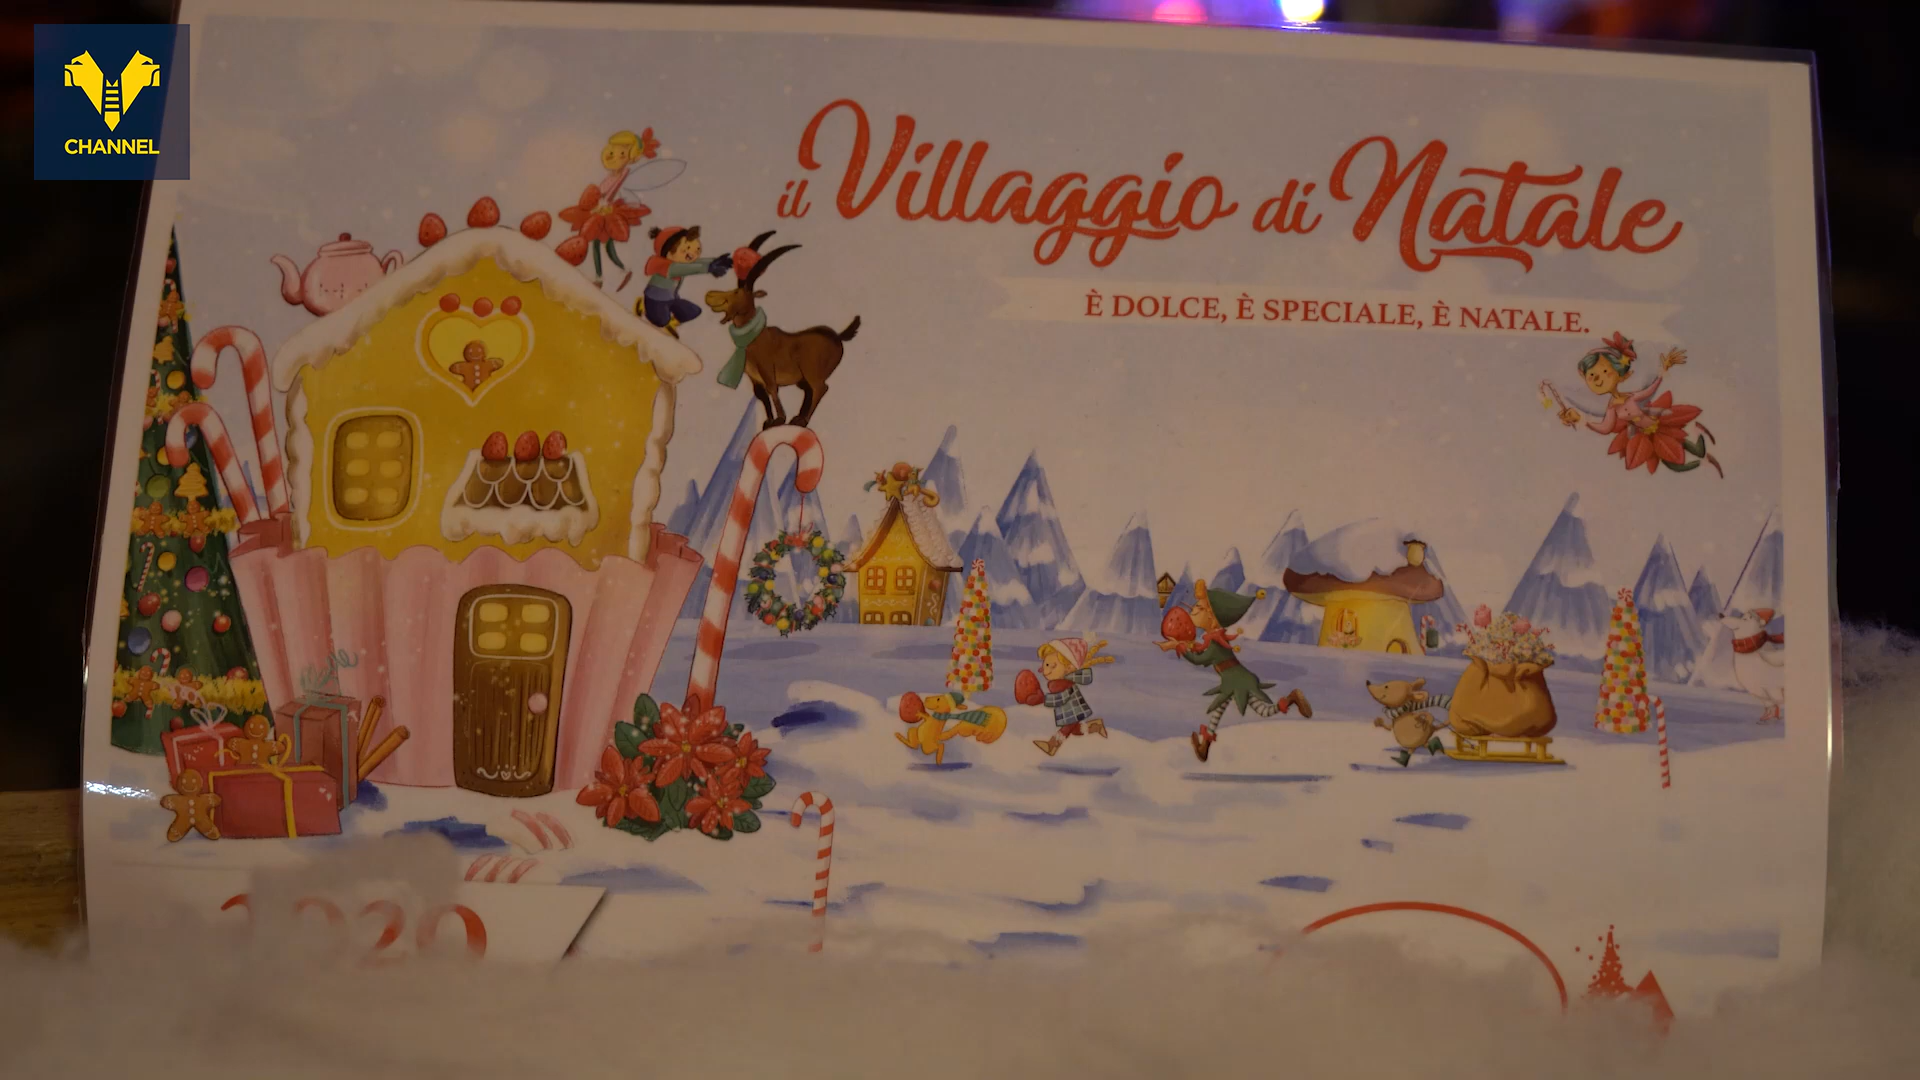 CHANNEL
il Villaggio di Natale
È DOLCE, È SPECIALE, È NATALE.